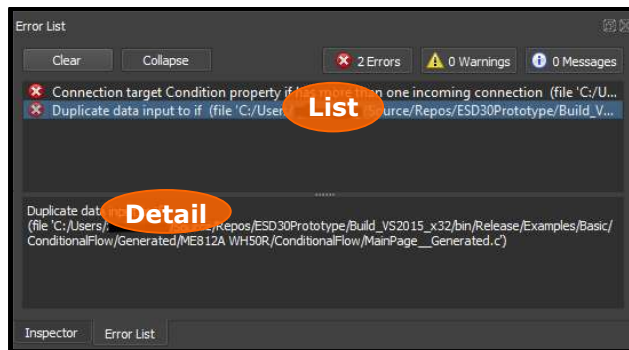 Error List
Clear
Collapse
2 Errors
0 Warnings
0 Messages
Connection target Condition property if has more than one incoming connection (file 'C:/U...
Duplicate data input to if (file 'C:/User/ /Source/Repos/ESD30Prototype/Build_V...
List
Duplicate data
Detail
(file 'C:/Users/ /Repos/ESD30Prototype/Build_VS2015_x32/bin/Release/Examples/Basic/
ConditionalFlow/Generated/ME812A WH50R/ConditionalFlow/MainPage__Generated.c')
Inspector
Error List